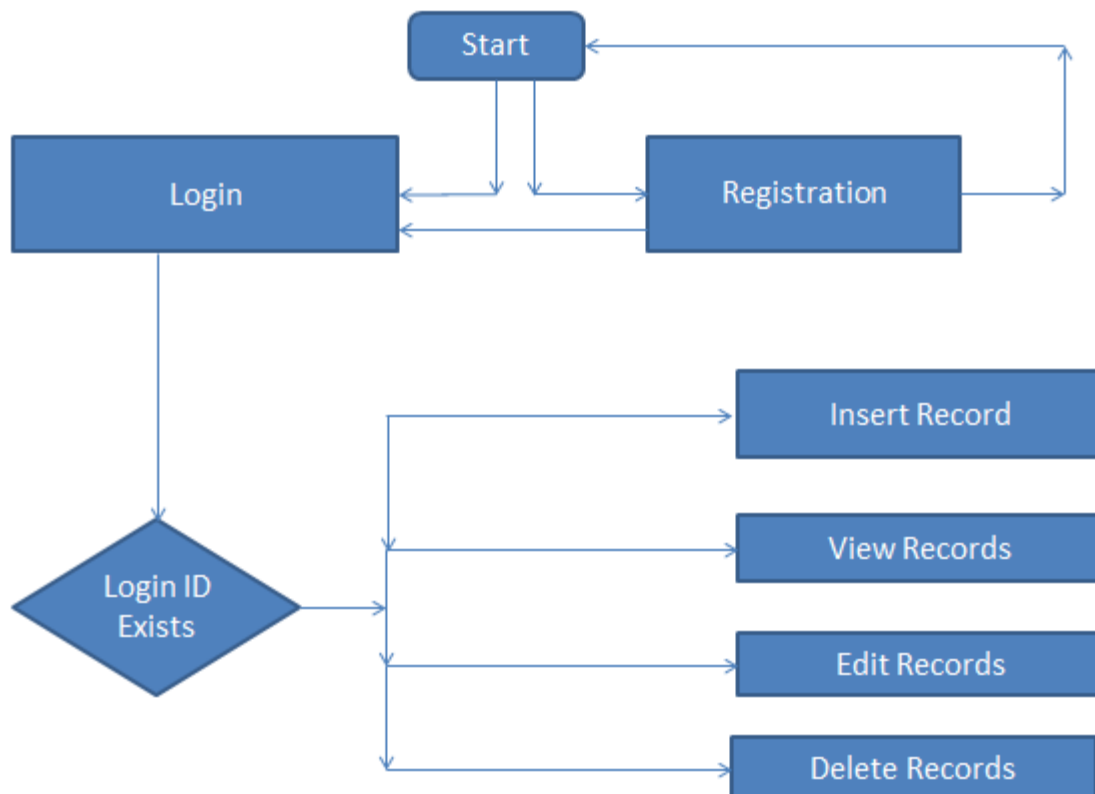 Start
Login
Registration
Insert Record
View Records
Login ID
Exists
Edit Records
Delete Records